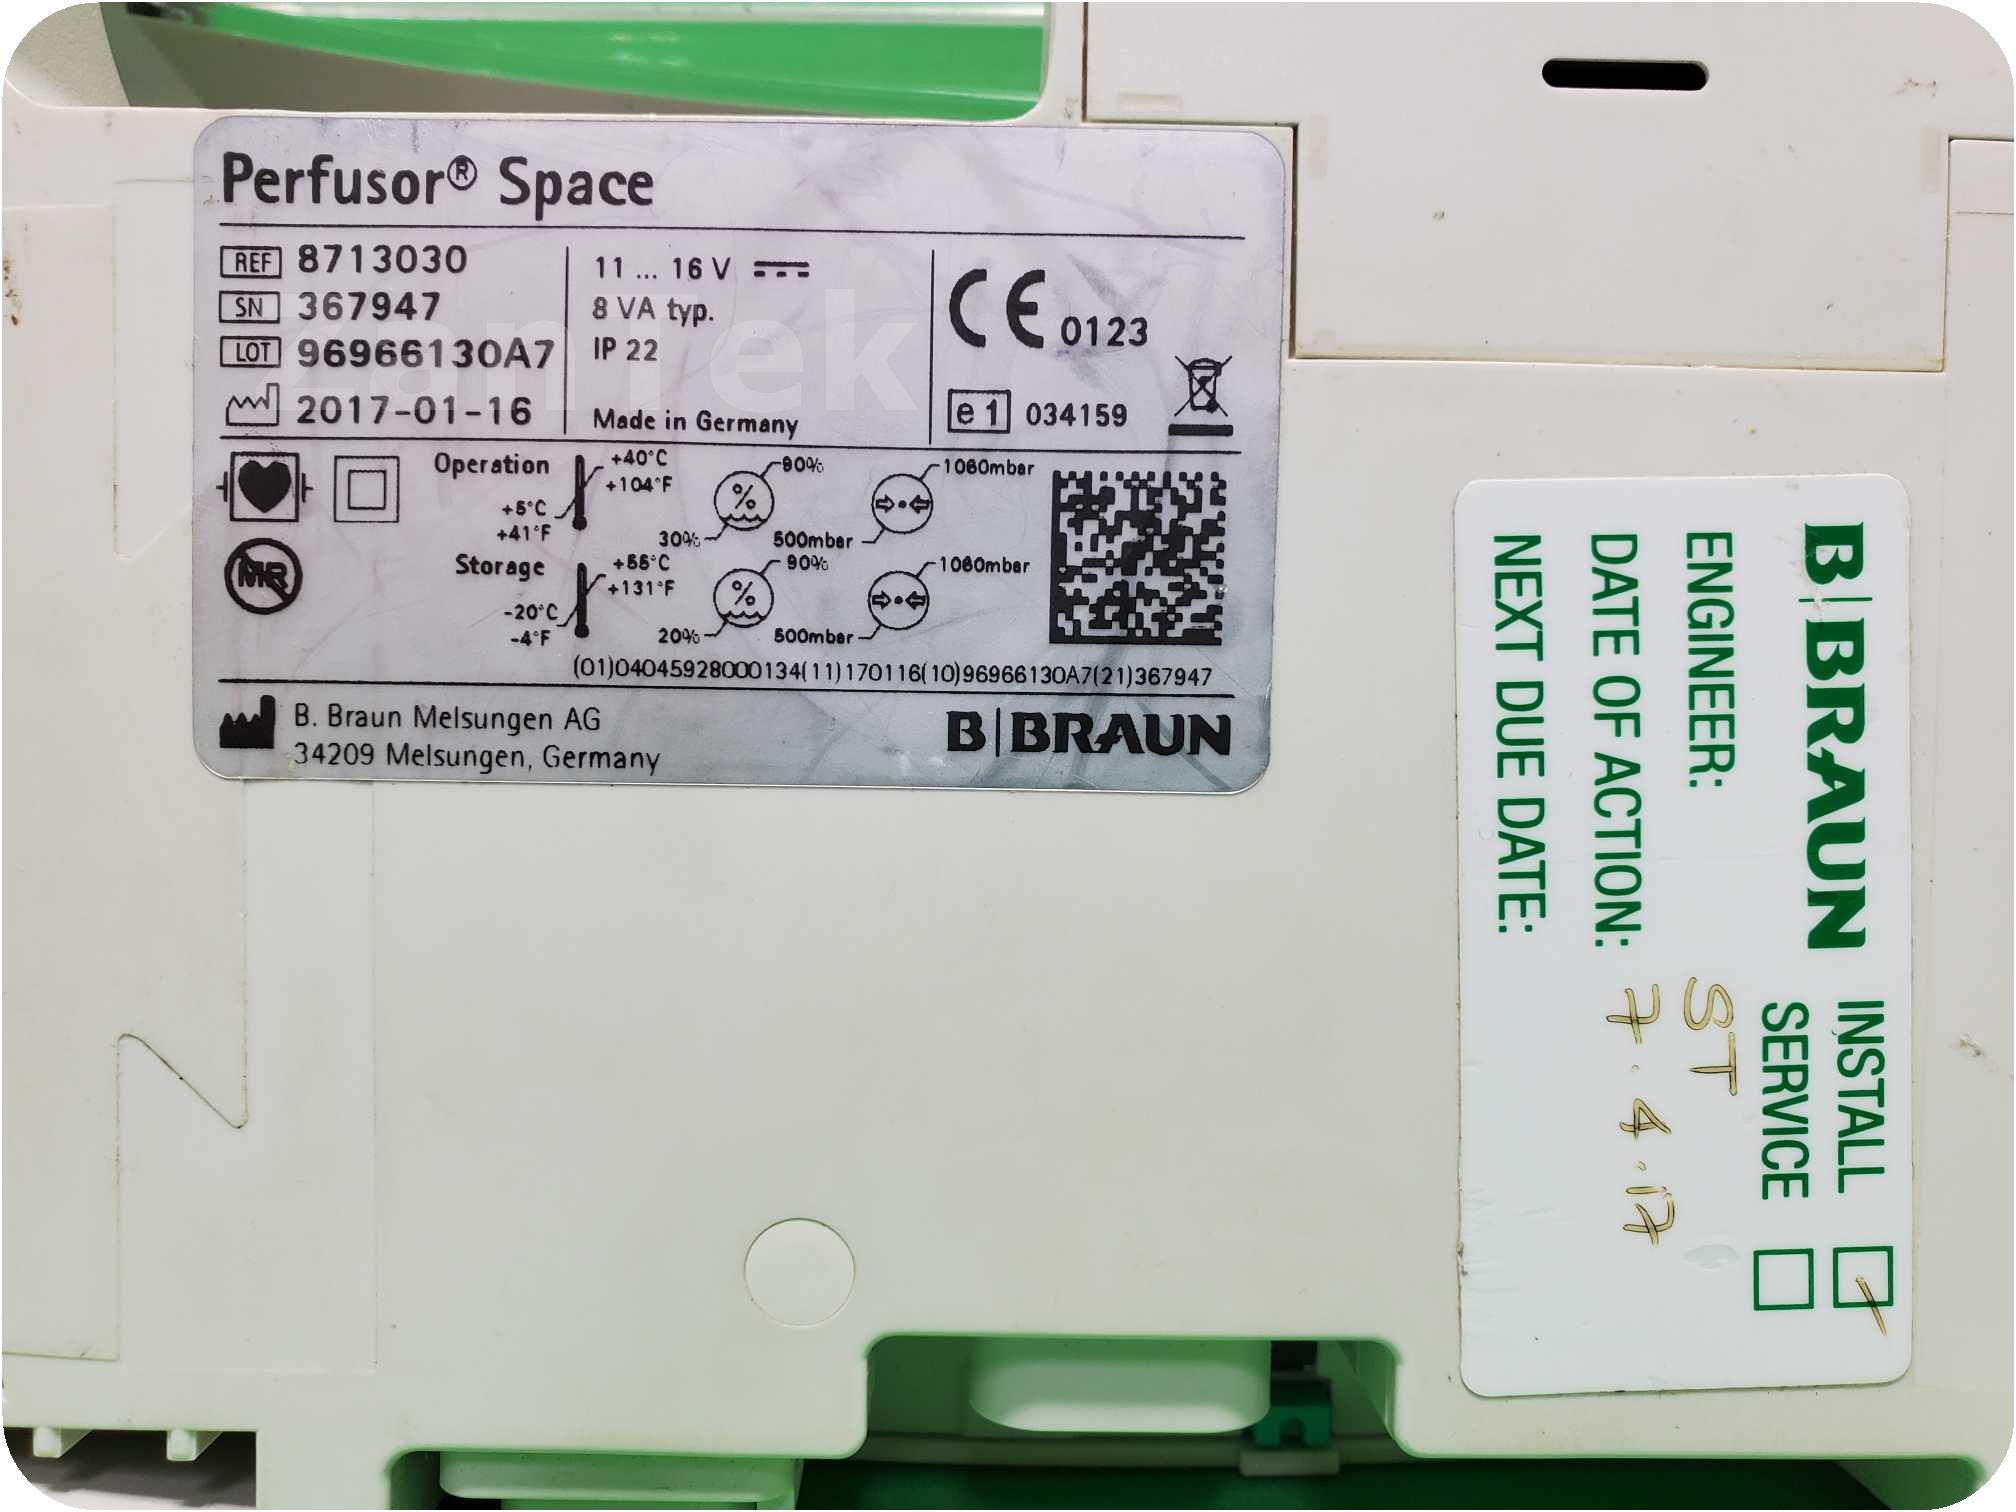 Perfusor® Space
REF 8713030
SN 367947
LOT 96966130A7
2017-01-16
11 ... 16 V
8 VA typ.
IP 22
Made in Germany
CE 0123
e1 034159
MR
Operation
+40°C
+104°F
+5°C
+41°F
%
90%
30%
1060mbar
500mbar
Storage
+55°C
+131°F
-20°C
-4°F
%
90%
20%
1060mbar
500mbar
(01)04045928000134(11)170116(10)96966130A7(21)367947
B. Braun Melsungen AG
34209 Melsungen, Germany
B|BRAUN
zanTek
B|BRAUN
INSTALL
SERVICE
ENGINEER: ST
DATE OF ACTION: 7.4.17
NEXT DUE DATE: